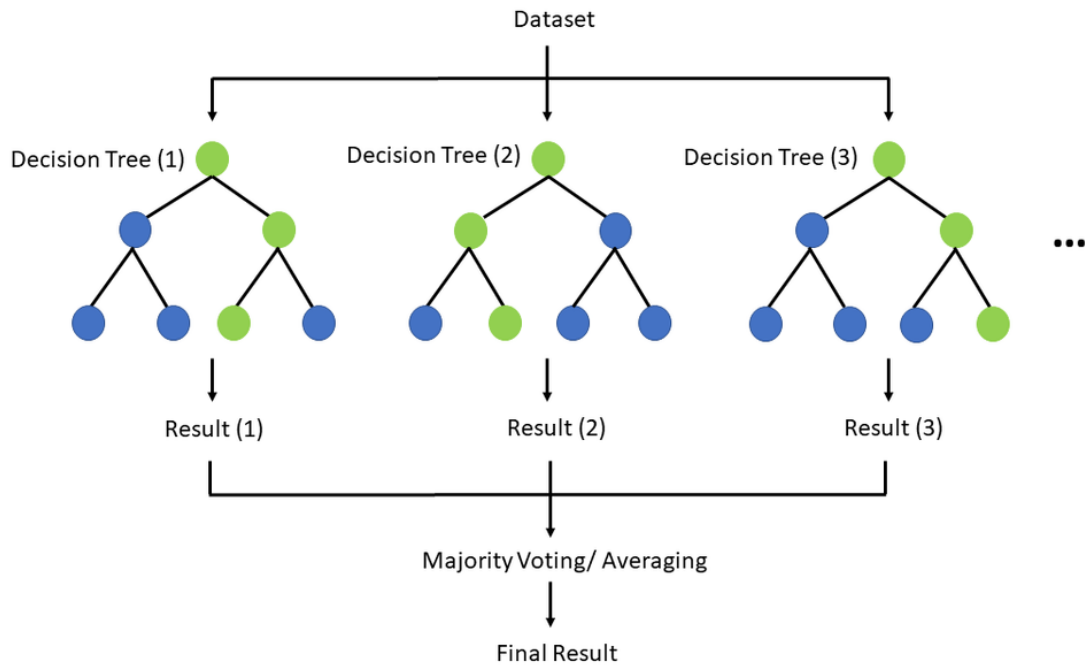 Dataset
Decision Tree (1)
Decision Tree (2)
Decision Tree (3)
...
Result (1)
Result (2)
Result (3)
Majority Voting/ Averaging
Final Result